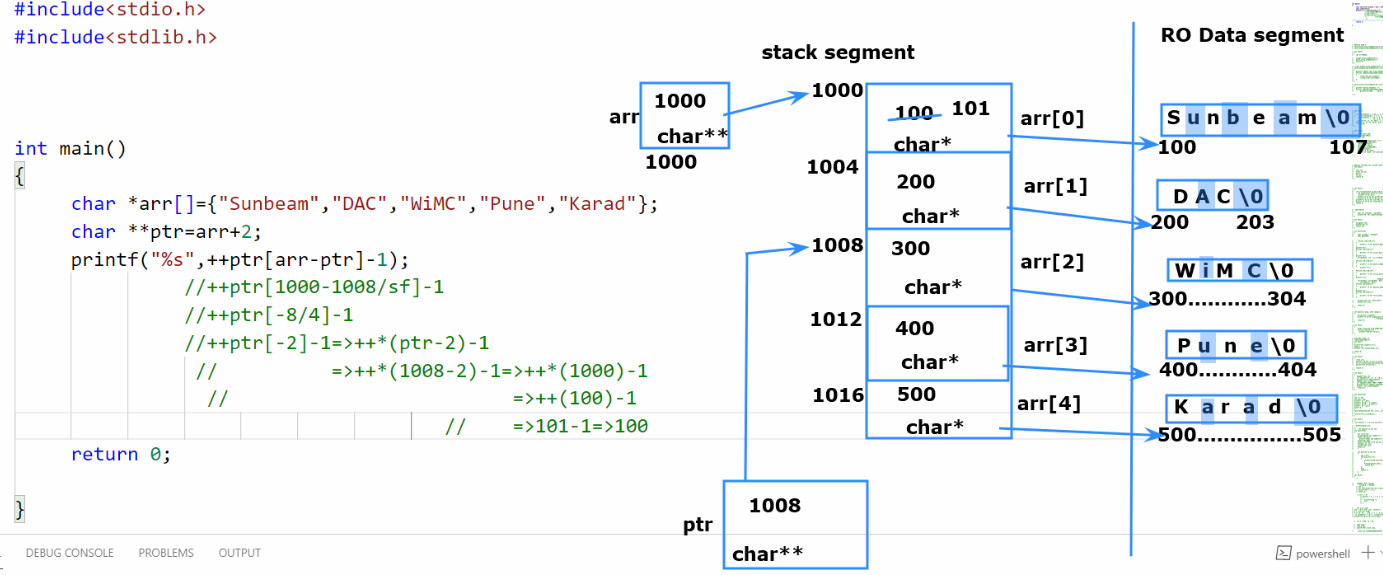 #include<stdio.h>
#include<stdlib.h>
int main()
{
char *arr[]={"Sunbeam","DAC","WiMC","Pune","Karad"};
char **ptr=arr+2;
printf("%s",++ptr[arr-ptr]-1);
//++ptr[1000-1008/sf]-1
//++ptr[-8/4]-1
//++ptr[-2]-1=>++*(ptr-2)-1
// =>++*(1008-2)-1=>++*(1000)-1
// =>++(100)-1
// =>101-1=>100
return 0;
}
stack segment
arr
1000
char**
1000
1000
100 101
char*
arr[0]
1004
200
char*
arr[1]
1008
300
char*
arr[2]
1012
400
char*
arr[3]
1016
500
char*
arr[4]
ptr
1008
char**
RO Data segment
Sunbeam\0
100 107
DAC\0
200 203
WiMC\0
300............304
Pune\0
400............404
Karad\0
500................505
DEBUG CONSOLE PROBLEMS OUTPUT
powershell